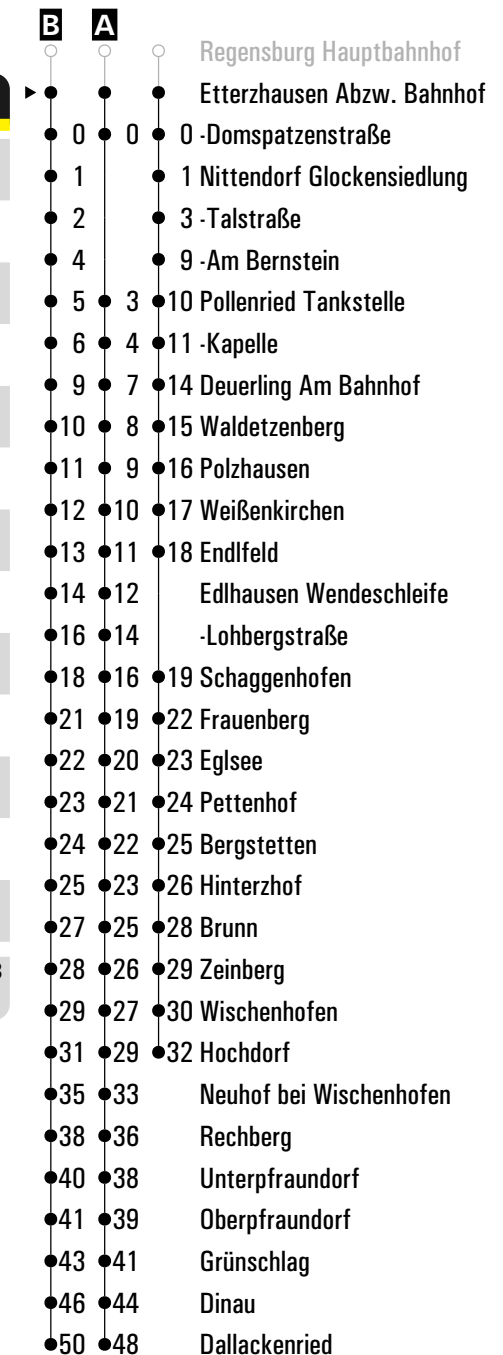 B A
Regensburg Hauptbahnhof
Etterzhausen Abzw. Bahnhof
0 0 0 -Domspatzenstraße
1 1 Nittendorf Glockensiedlung
2 3 -Talstraße
4 9 -Am Bernstein
5 3 10 Pollenried Tankstelle
6 4 11 -Kapelle
9 7 14 Deuerling Am Bahnhof
10 8 15 Waldetzenberg
11 9 16 Polzhausen
12 10 17 Weißenkirchen
13 11 18 Endlfeld
14 12 Edlhausen Wendeschleife
16 14 -Lohbergstraße
18 16 19 Schaggenhofen
21 19 22 Frauenberg
22 20 23 Eglsee
23 21 24 Pettenhof
24 22 25 Bergstetten
25 23 26 Hinterzhof
27 25 28 Brunn
28 26 29 Zeinberg
29 27 30 Wischenhofen
31 29 32 Hochdorf
35 33 Neuhof bei Wischenhofen
38 36 Rechberg
40 38 Unterpfraundorf
41 39 Oberpfraundorf
43 41 Grünschlag
46 44 Dinau
50 48 Dallackenried